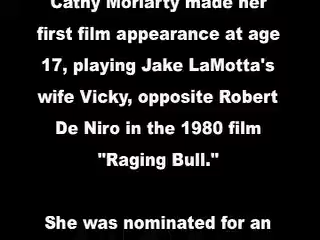 Cathy Moriarty made her
first film appearance at age
17, playing Jake LaMotta's
wife Vicky, opposite Robert
De Niro in the 1980 film
"Raging Bull."
She was nominated for an